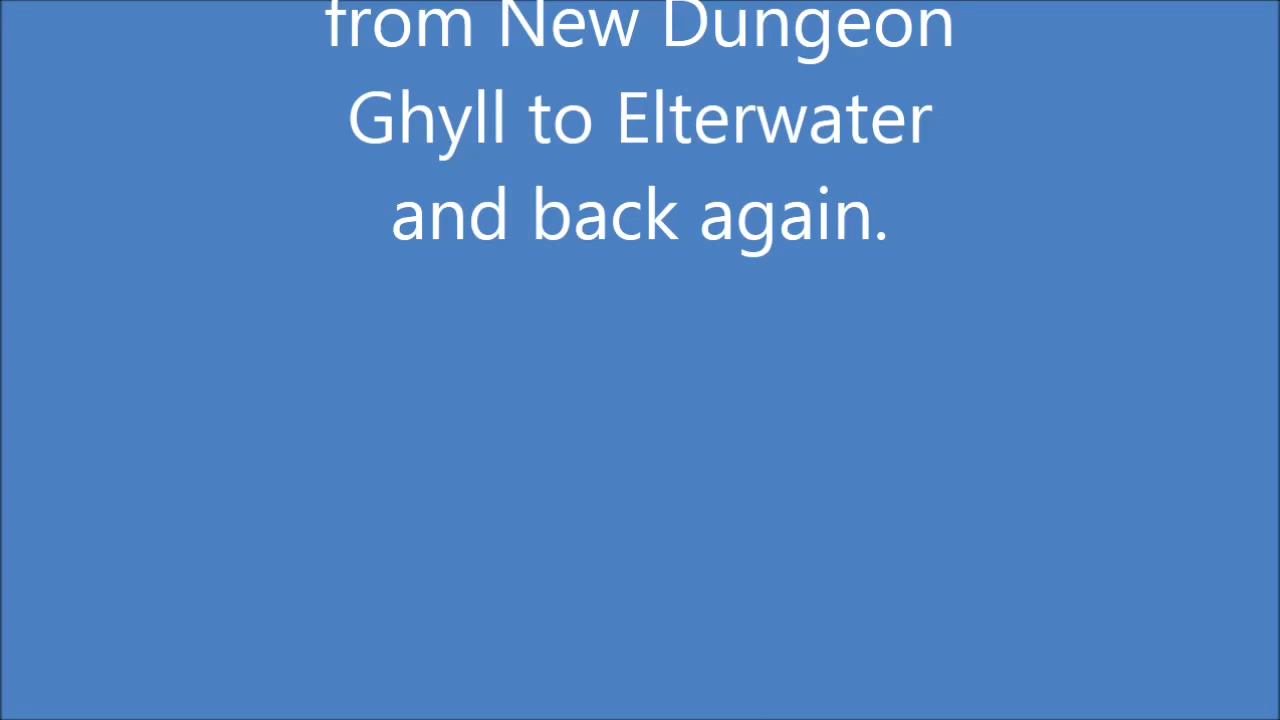 from New Dungeon
Ghyll to Elterwater
and back again.